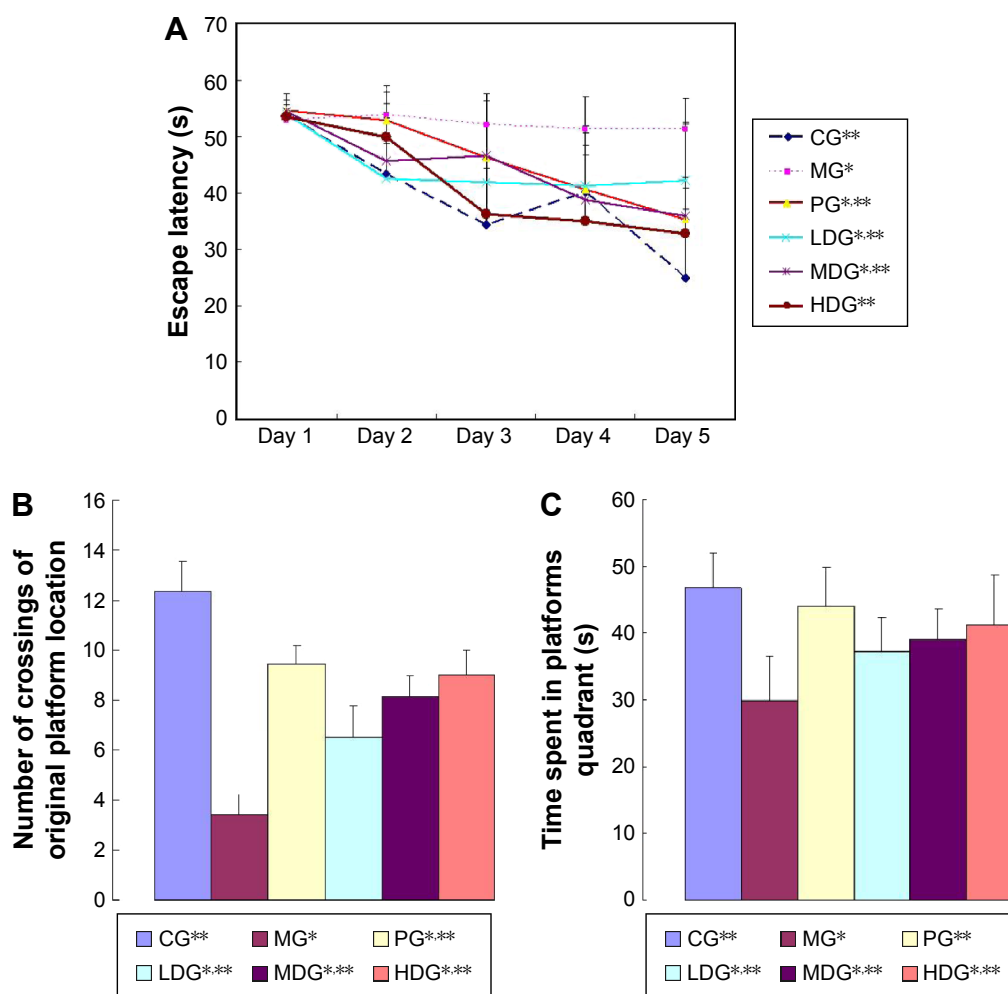 A
Escape latency (s)
70
60
50
40
30
20
10
0
Day 1 Day 2 Day 3 Day 4 Day 5
CG**
MG*
PG*,**
LDG*,**
MDG*,**
HDG**
B
Number of crossings of
original platform location
16
14
12
10
8
6
4
2
0
CG** MG* PG*,**
LDG*,** MDG*,** HDG*,**
C
Time spent in platforms
quadrant (s)
60
50
40
30
20
10
0
CG** MG* PG**
LDG*,** MDG*,** HDG*,**